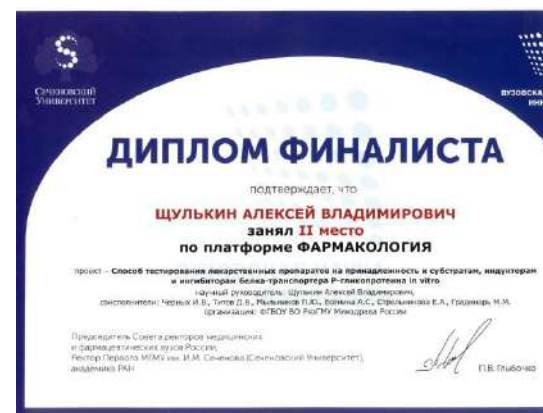 Сеченовский
Университет
ВУЗОВСКАЯ
ДИПЛОМ ФИНАЛИСТА
подтверждает, что
ЩУЛЬКИН АЛЕКСЕЙ ВЛАДИМИРОВИЧ
занял II место
по платформе ФАРМАКОЛОГИЯ
проект – Способ тестирования лекарственных препаратов на принадлежность к субстратам, индукторам
и ингибиторам белка-транспортера Р-гликопротеина in vitro
научный руководитель: Щулькин Алексей Владимирович,
соисполнители: Черных И.В., Титов Д.В., Мыльников П.Ю., Есенина А.С., Стрельникова Е.А., Градинарь М.М.
организация: ФГБОУ ВО РязГМУ Минздрава России
Председатель Совета ректоров медицинских
и фармацевтических вузов России,
Ректор Первого МГМУ им. И.М. Сеченова (Сеченовский Университет),
академик РАН
П.В. Глыбочко